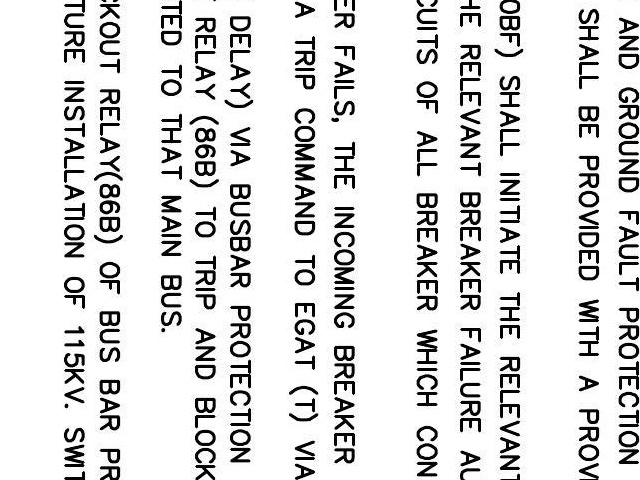 AND GROUND FAULT PROTECTION
SHALL BE PROVIDED WITH A PROV
0BF) SHALL INITIATE THE RELEVANT
HE RELEVANT BREAKER FAILURE AU
CUITS OF ALL BREAKER WHICH CON
ER FAILS, THE INCOMING BREAKER
A TRIP COMMAND TO EGAT (T) VIA
DELAY) VIA BUSBAR PROTECTION
RELAY (86B) TO TRIP AND BLOCK
TED TO THAT MAIN BUS.
CKOUT RELAY(86B) OF BUS BAR PR
TURE INSTALLATION OF 115KV. SWIT